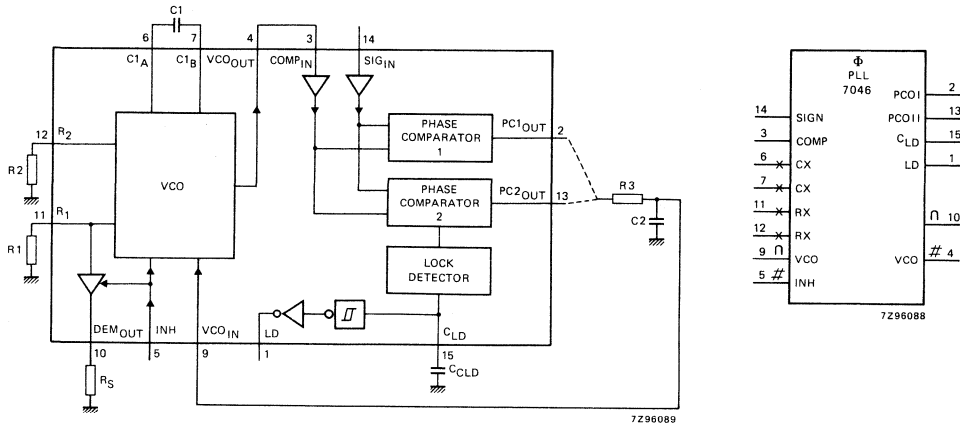 C1
6 7 4 3 14
C1A C1B VCOOUT COMPIN SIGIN
12 R2
R2
VCO
PHASE
COMPARATOR
1
PC1OUT 2
PHASE
COMPARATOR
2
PC2OUT 13
R3
C2
11 R1
R1
LOCK
DETECTOR
DEMOUT INH VCOIN LD CLD
10 5 9 1 15
RS
CCLD
7Z96089
Φ
PLL
7046
14 SIGN
3 COMP
6 CX
7 CX
11 RX
12 RX
9 ∩ VCO
5 # INH
PCOI 2
PCOII 13
CLD 15
LD 1
∩ 10
VCO # 4
7Z96088